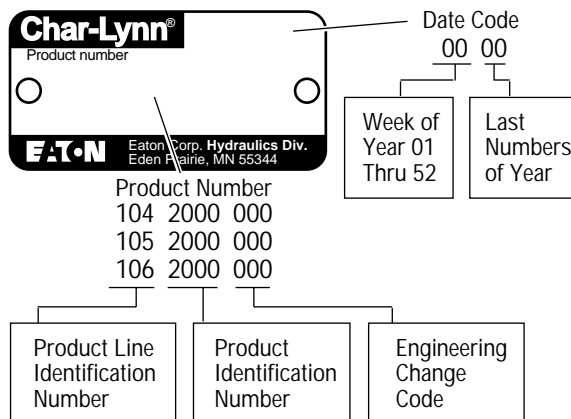 Char-Lynn®
Product number
EATON
Eaton Corp. Hydraulics Div.
Eden Prairie, MN 55344
Date Code
00 00
Week of
Year 01
Thru 52
Last
Numbers
of Year
Product Number
104 2000 000
105 2000 000
106 2000 000
Product Line
Identification
Number
Product
Identification
Number
Engineering
Change
Code